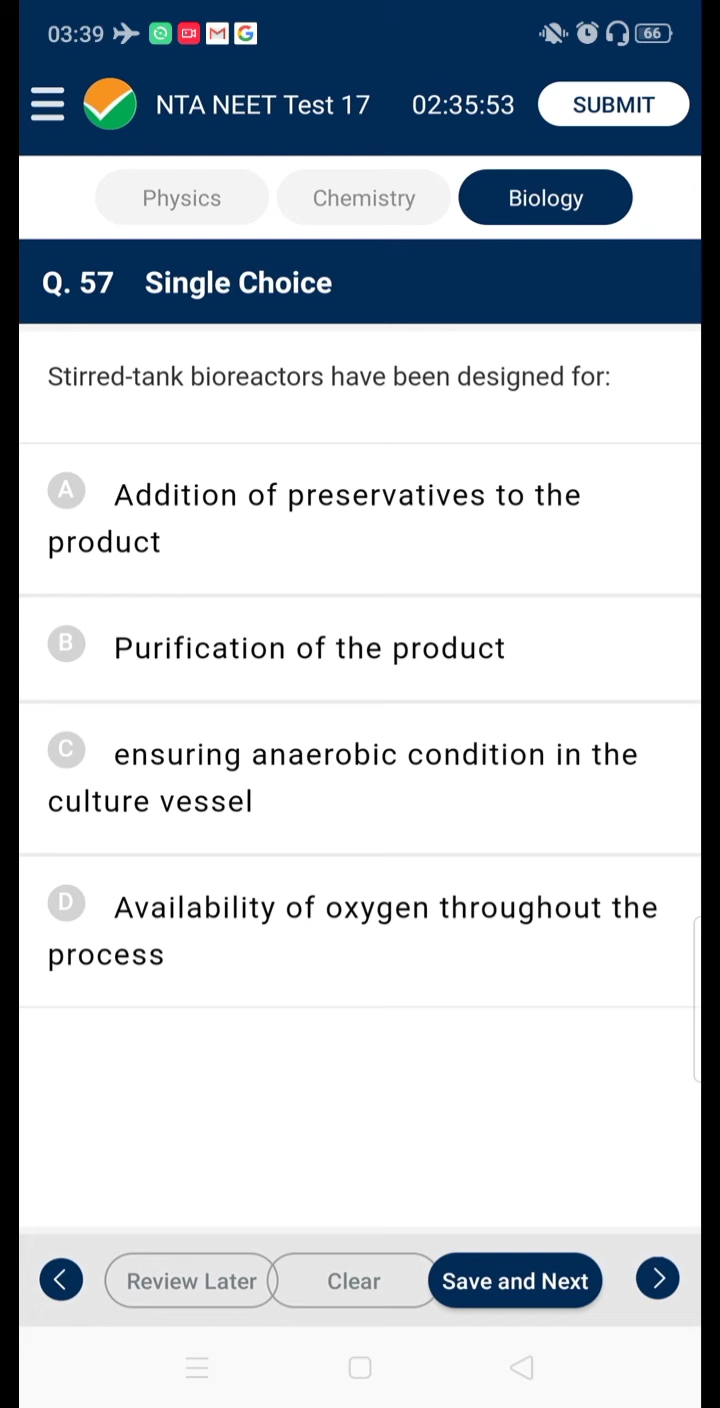 03:39
66
NTA NEET Test 17 02:35:53 SUBMIT
Physics Chemistry Biology
Q. 57 Single Choice
Stirred-tank bioreactors have been designed for:
A Addition of preservatives to the
product
B Purification of the product
C ensuring anaerobic condition in the
culture vessel
D Availability of oxygen throughout the
process
Review Later Clear Save and Next